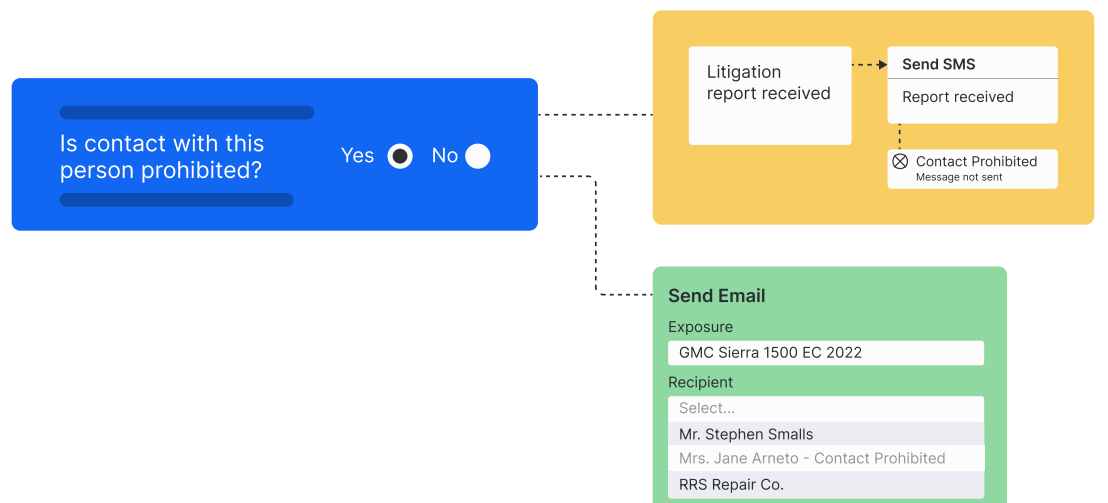 Is contact with this
person prohibited?
Yes
No
Litigation
report received
Send SMS
Report received
Contact Prohibited
Message not sent
Send Email
Exposure
GMC Sierra 1500 EC 2022
Recipient
Select...
Mr. Stephen Smalls
Mrs. Jane Arneto - Contact Prohibited
RRS Repair Co.